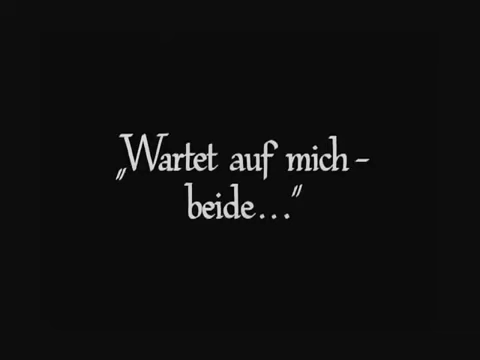 „Wartet auf mich –
beide...“